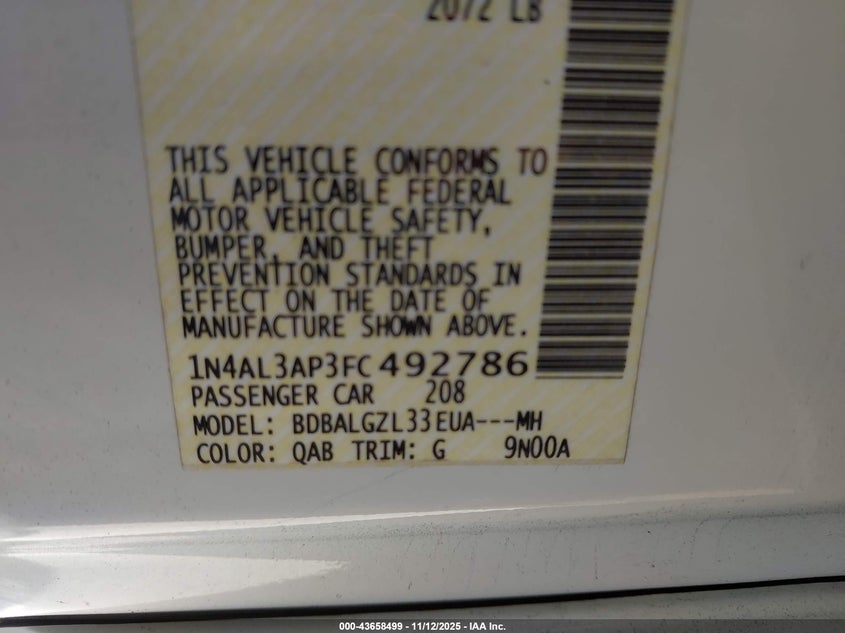 2072 LB
THIS VEHICLE CONFORMS TO
ALL APPLICABLE FEDERAL
MOTOR VEHICLE SAFETY,
BUMPER, AND THEFT
PREVENTION STANDARDS IN
EFFECT ON THE DATE OF
MANUFACTURE SHOWN ABOVE.
1N4AL3AP3FC492786
PASSENGER CAR 208
MODEL: BDBALGZL33EUA---MH
COLOR: QAB TRIM: G 9N00A
000-43658499 - 11/12/2025 - IAA Inc.